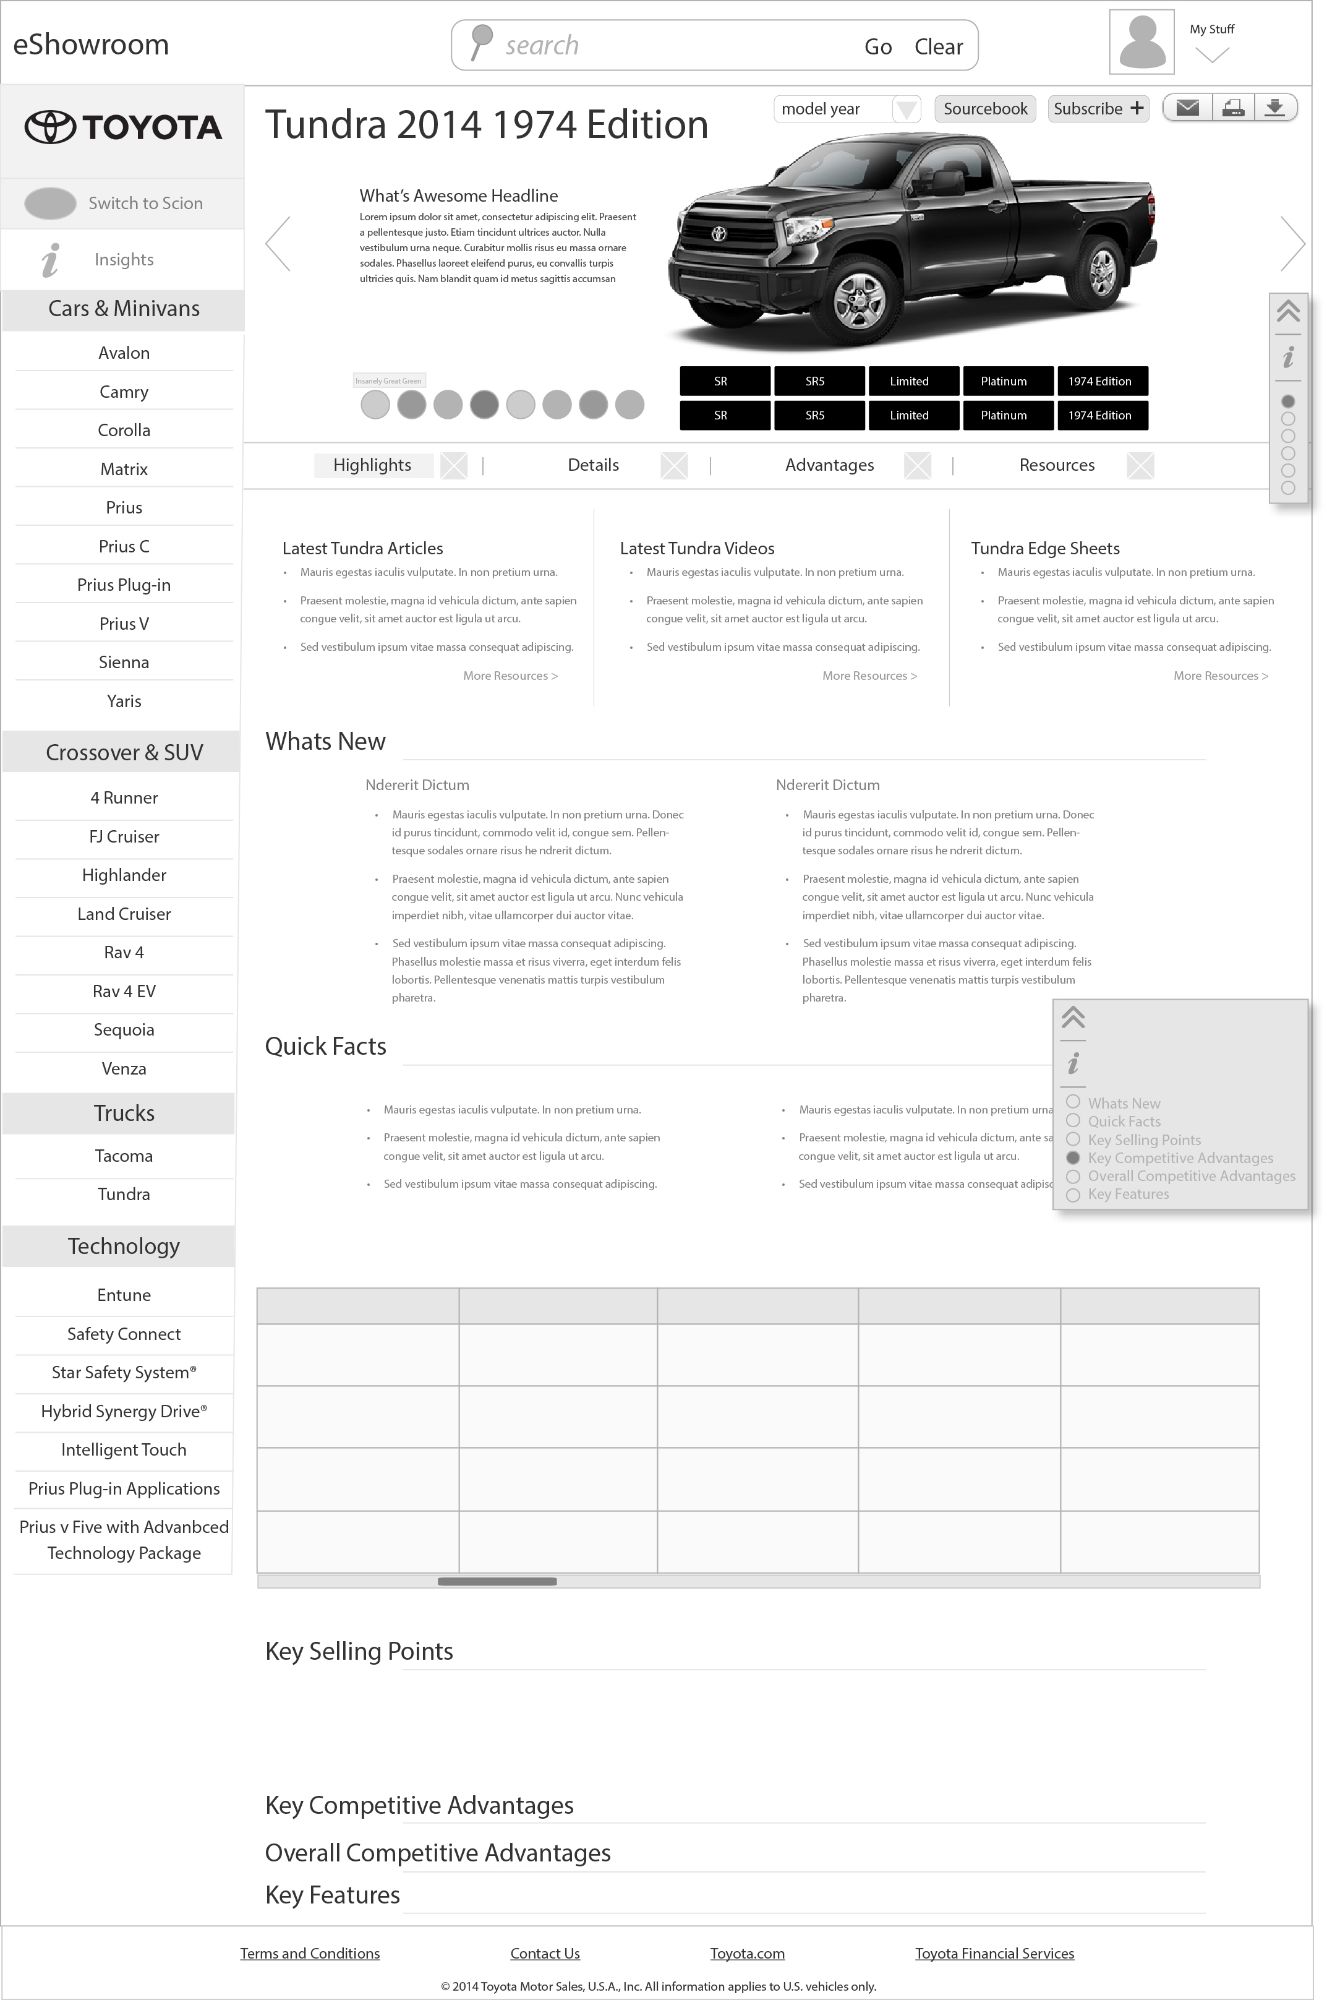 eShowroom
search
Go
Clear
My Stuff
TOYOTA
Switch to Scion
Insights
Cars & Minivans
Avalon
Camry
Corolla
Matrix
Prius
Prius C
Prius Plug-in
Prius V
Sienna
Yaris
Crossover & SUV
4 Runner
FJ Cruiser
Highlander
Land Cruiser
Rav 4
Rav 4 EV
Sequoia
Venza
Trucks
Tacoma
Tundra
Technology
Entune
Safety Connect
Star Safety System®
Hybrid Synergy Drive®
Intelligent Touch
Prius Plug-in Applications
Prius v Five with Advanbced
Technology Package
Tundra 2014 1974 Edition
model year
Sourcebook
Subscribe +
What's Awesome Headline
Lorem ipsum dolor sit amet, consectetur adipiscing elit. Praesent
a pellentesque justo. Etiam tincidunt ultrices auctor. Nulla
vestibulum urna neque. Curabitur mollis risus eu massa ornare
sodales. Phasellus laoreet eleifend purus, eu convallis turpis
ultricies quis. Nam blandit quam id metus sagittis accumsan
Insanely Great Green
SR
SR5
Limited
Platinum
1974 Edition
SR
SR5
Limited
Platinum
1974 Edition
i
Highlights
Details
Advantages
Resources
Latest Tundra Articles
• Mauris egestas iaculis vulputate. In non pretium urna.
• Praesent molestie, magna id vehicula dictum, ante sapien
congue velit, sit amet auctor est ligula ut arcu.
• Sed vestibulum ipsum vitae massa consequat adipiscing.
More Resources >
Latest Tundra Videos
• Mauris egestas iaculis vulputate. In non pretium urna.
• Praesent molestie, magna id vehicula dictum, ante sapien
congue velit, sit amet auctor est ligula ut arcu.
• Sed vestibulum ipsum vitae massa consequat adipiscing.
More Resources >
Tundra Edge Sheets
• Mauris egestas iaculis vulputate. In non pretium urna.
• Praesent molestie, magna id vehicula dictum, ante sapien
congue velit, sit amet auctor est ligula ut arcu.
• Sed vestibulum ipsum vitae massa consequat adipiscing.
More Resources >
Whats New
Ndererit Dictum
• Mauris egestas iaculis vulputate. In non pretium urna. Donec
id purus tincidunt, commodo velit id, congue sem. Pellen-
tesque sodales ornare risus he ndrerit dictum.
• Praesent molestie, magna id vehicula dictum, ante sapien
congue velit, sit amet auctor est ligula ut arcu. Nunc vehicula
imperdiet nibh, vitae ullamcorper dui auctor vitae.
• Sed vestibulum ipsum vitae massa consequat adipiscing.
Phasellus molestie massa et risus viverra, eget interdum felis
lobortis. Pellentesque venenatis mattis turpis vestibulum
pharetra.
Ndererit Dictum
• Mauris egestas iaculis vulputate. In non pretium urna. Donec
id purus tincidunt, commodo velit id, congue sem. Pellen-
tesque sodales ornare risus he ndrerit dictum.
• Praesent molestie, magna id vehicula dictum, ante sapien
congue velit, sit amet auctor est ligula ut arcu. Nunc vehicula
imperdiet nibh, vitae ullamcorper dui auctor vitae.
• Sed vestibulum ipsum vitae massa consequat adipiscing.
Phasellus molestie massa et risus viverra, eget interdum felis
lobortis. Pellentesque venenatis mattis turpis vestibulum
pharetra.
Quick Facts
• Mauris egestas iaculis vulputate. In non pretium urna.
• Praesent molestie, magna id vehicula dictum, ante sapien
congue velit, sit amet auctor est ligula ut arcu.
• Sed vestibulum ipsum vitae massa consequat adipiscing.
• Mauris egestas iaculis vulputate. In non pretium urna
• Praesent molestie, magna id vehicula dictum, ante sa
congue velit, sit amet auctor est ligula ut arcu.
• Sed vestibulum ipsum vitae massa consequat adipisc
i
Whats New
Quick Facts
Key Selling Points
Key Competitive Advantages
Overall Competitive Advantages
Key Features
Key Selling Points
Key Competitive Advantages
Overall Competitive Advantages
Key Features
Terms and Conditions
Contact Us
Toyota.com
Toyota Financial Services
© 2014 Toyota Motor Sales, U.S.A., Inc. All information applies to U.S. vehicles only.